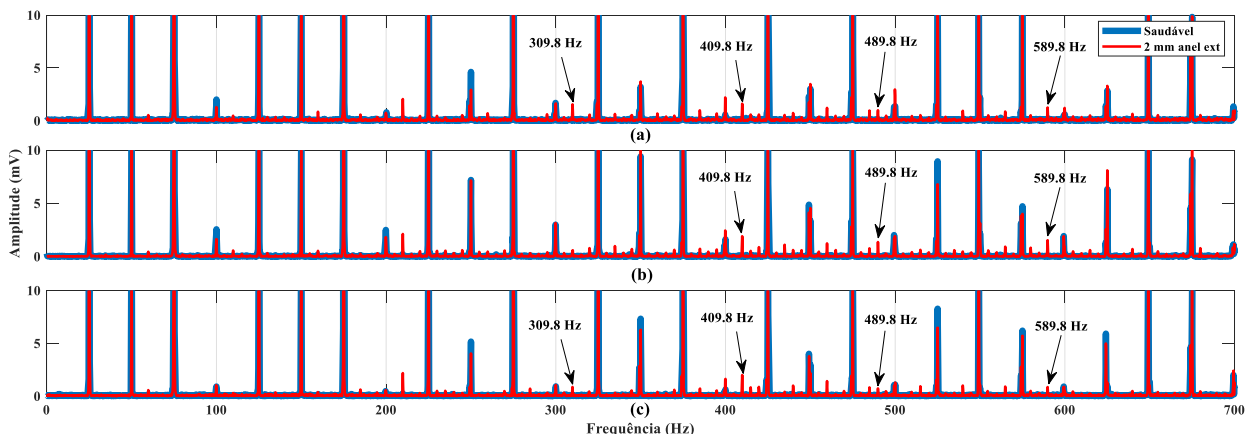 10
5
0
309.8 Hz
409.8 Hz
489.8 Hz
589.8 Hz
Saudável
2 mm anel ext
(a)
10
5
0
409.8 Hz
489.8 Hz
589.8 Hz
Amplitude (mV)
(b)
10
5
0
309.8 Hz
409.8 Hz
489.8 Hz
589.8 Hz
0
100
200
300
400
500
600
700
(c)
Frequência (Hz)